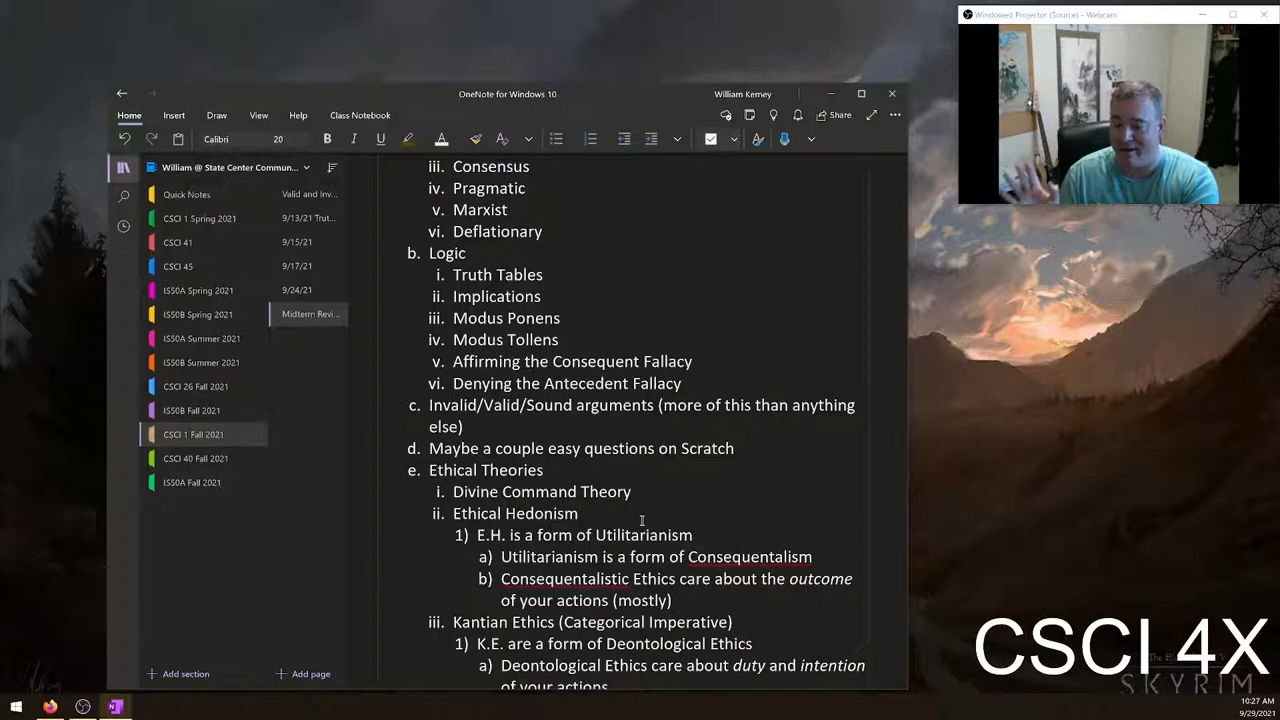 Windowed Projector (Source) - Webcam
OneNote for Windows 10
William Kerney
Home
Insert
Draw
View
Help
Class Notebook
Share
Calibri
20
B
I
U
A
William @ State Center Commun...
Quick Notes
CSCI 1 Spring 2021
CSCI 41
CSCI 45
IS50A Spring 2021
IS50B Spring 2021
IS50A Summer 2021
IS50B Summer 2021
CSCI 26 Fall 2021
IS50B Fall 2021
CSCI 1 Fall 2021
CSCI 40 Fall 2021
IS50A Fall 2021
Add section
Valid and Inv...
9/13/21 Trut...
9/15/21
9/17/21
9/24/21
Midterm Revi...
Add page
iii. Consensus
iv. Pragmatic
v. Marxist
vi. Deflationary
b. Logic
i. Truth Tables
ii. Implications
iii. Modus Ponens
iv. Modus Tollens
v. Affirming the Consequent Fallacy
vi. Denying the Antecedent Fallacy
c. Invalid/Valid/Sound arguments (more of this than anything
else)
d. Maybe a couple easy questions on Scratch
e. Ethical Theories
i. Divine Command Theory
ii. Ethical Hedonism
1) E.H. is a form of Utilitarianism
a) Utilitarianism is a form of Consequentalism
b) Consequentalistic Ethics care about the outcome
of your actions (mostly)
iii. Kantian Ethics (Categorical Imperative)
1) K.E. are a form of Deontological Ethics
a) Deontological Ethics care about duty and intention
of your actions
CSCI 4X
SKYRIM
10:27 AM
9/29/2021